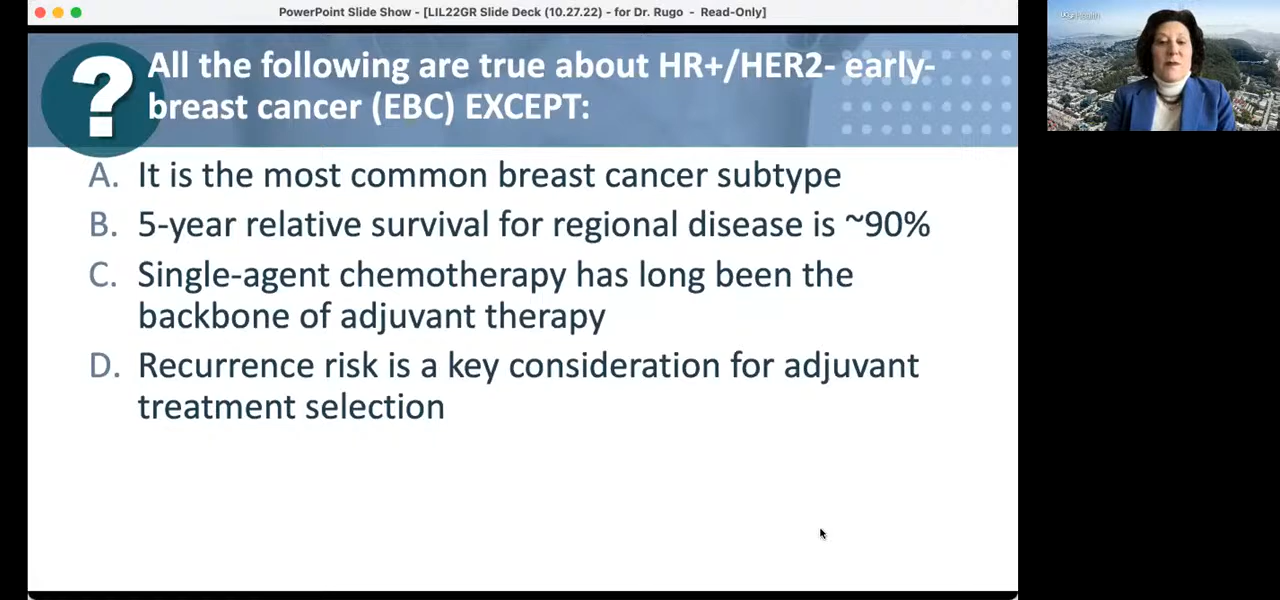 PowerPoint Slide Show - [LIL22GR Slide Deck (10.27.22) - for Dr. Rugo - Read-Only]
?
All the following are true about HR+/HER2- early-
breast cancer (EBC) EXCEPT:
A. It is the most common breast cancer subtype
B. 5-year relative survival for regional disease is ~90%
C. Single-agent chemotherapy has long been the
backbone of adjuvant therapy
D. Recurrence risk is a key consideration for adjuvant
treatment selection